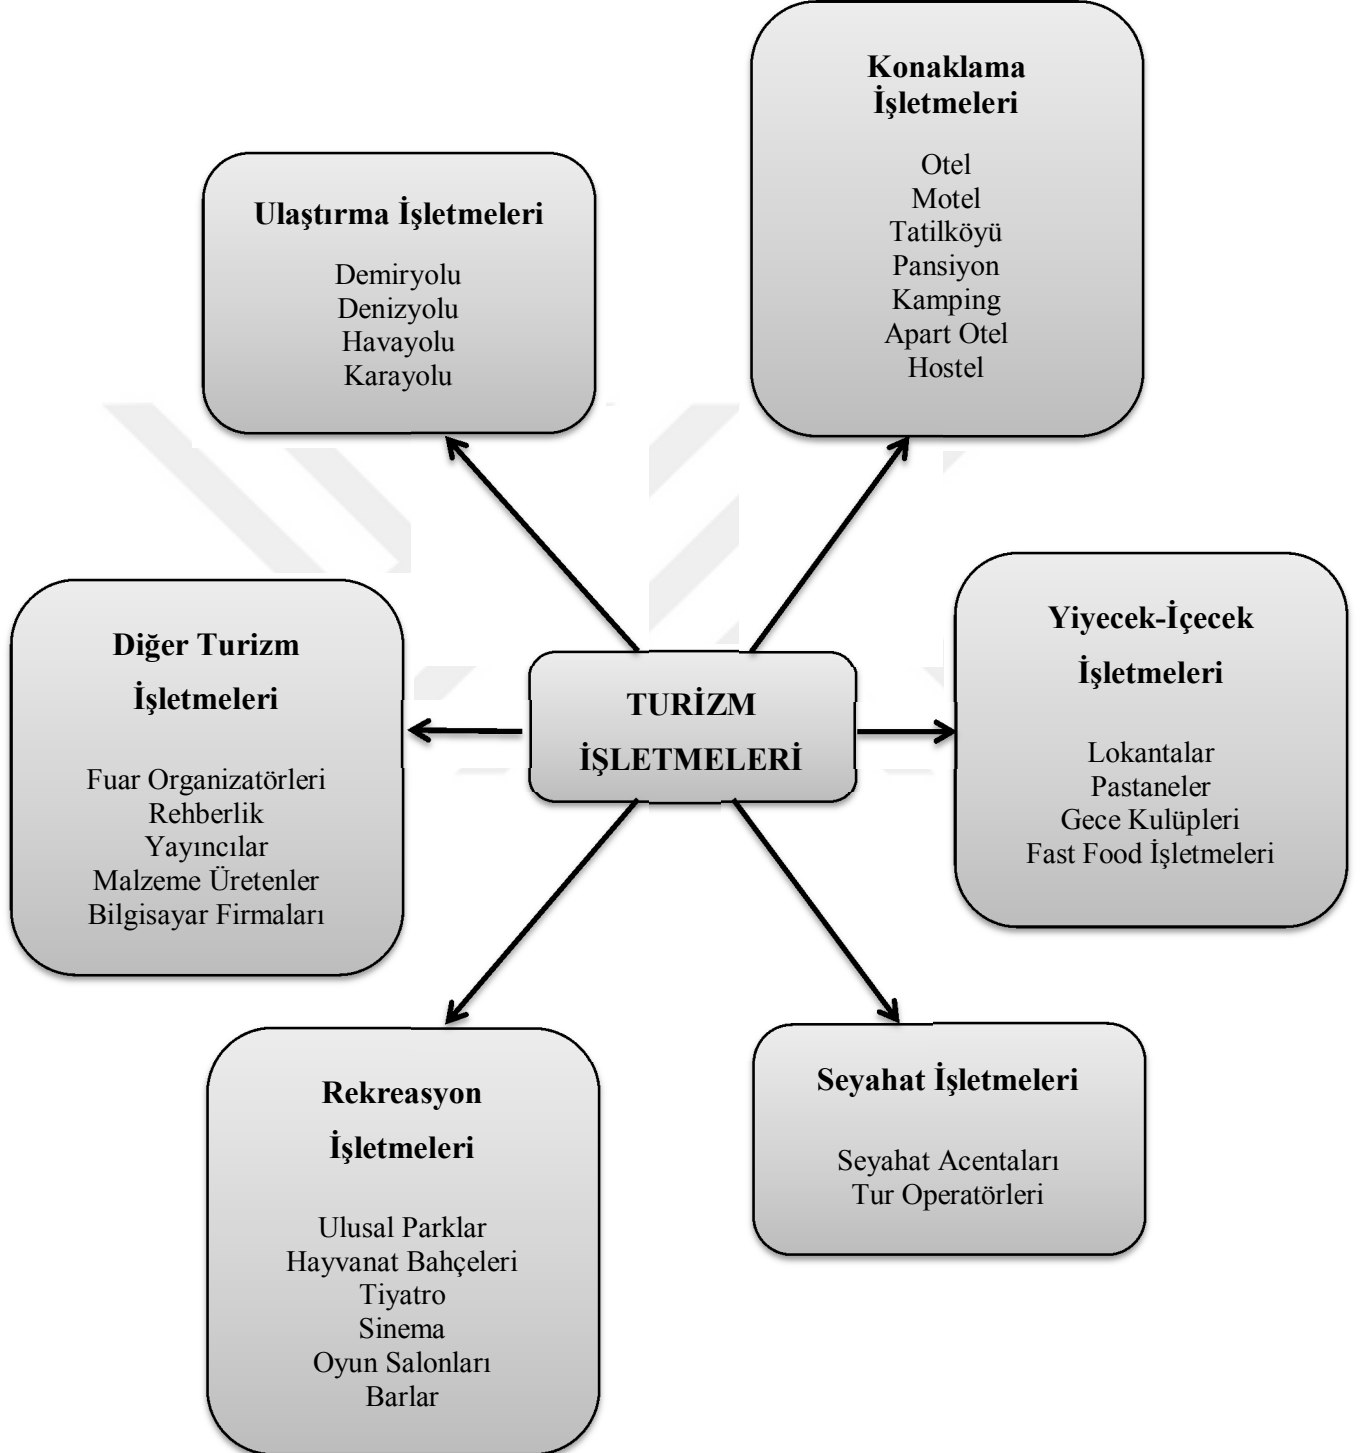 Konaklama
İşletmeleri
Otel
Motel
Tatilköyü
Pansiyon
Kamping
Apart Otel
Hostel
Ulaştırma İşletmeleri
Demiryolu
Denizyolu
Havayolu
Karayolu
Diğer Turizm
İşletmeleri
Fuar Organizatörleri
Rehberlik
Yayıncılar
Malzeme Üretenler
Bilgisayar Firmaları
TURİZM
İŞLETMELERİ
Yiyecek-İçecek
İşletmeleri
Lokantalar
Pastaneler
Gece Kulüpleri
Fast Food İşletmeleri
Rekreasyon
İşletmeleri
Ulusal Parklar
Hayvanat Bahçeleri
Tiyatro
Sinema
Oyun Salonları
Barlar
Seyahat İşletmeleri
Seyahat Acentaları
Tur Operatörleri